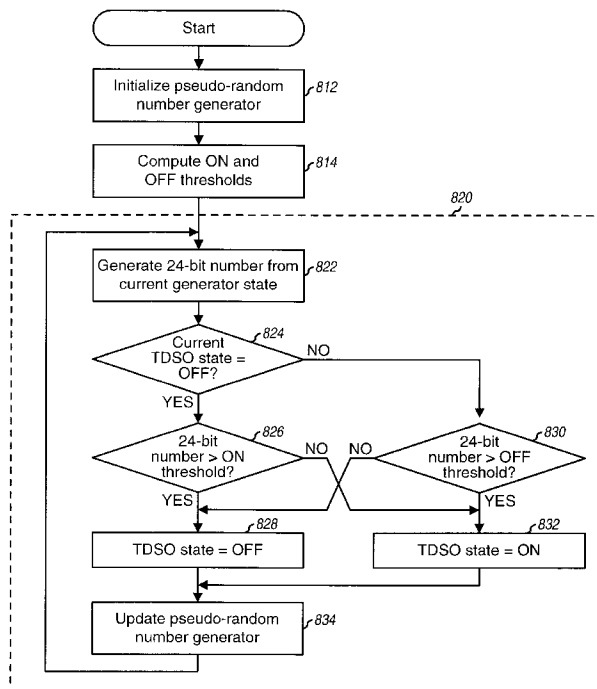 Start
Initialize pseudo-random
number generator
812
Compute ON and
OFF thresholds
814
820
Generate 24-bit number from
current generator state
822
Current
TDSO state =
OFF?
824
NO
YES
24-bit
number > ON
threshold?
826
NO
YES
NO
24-bit
number > OFF
threshold?
830
YES
TDSO state = OFF
828
TDSO state = ON
832
Update pseudo-random
number generator
834